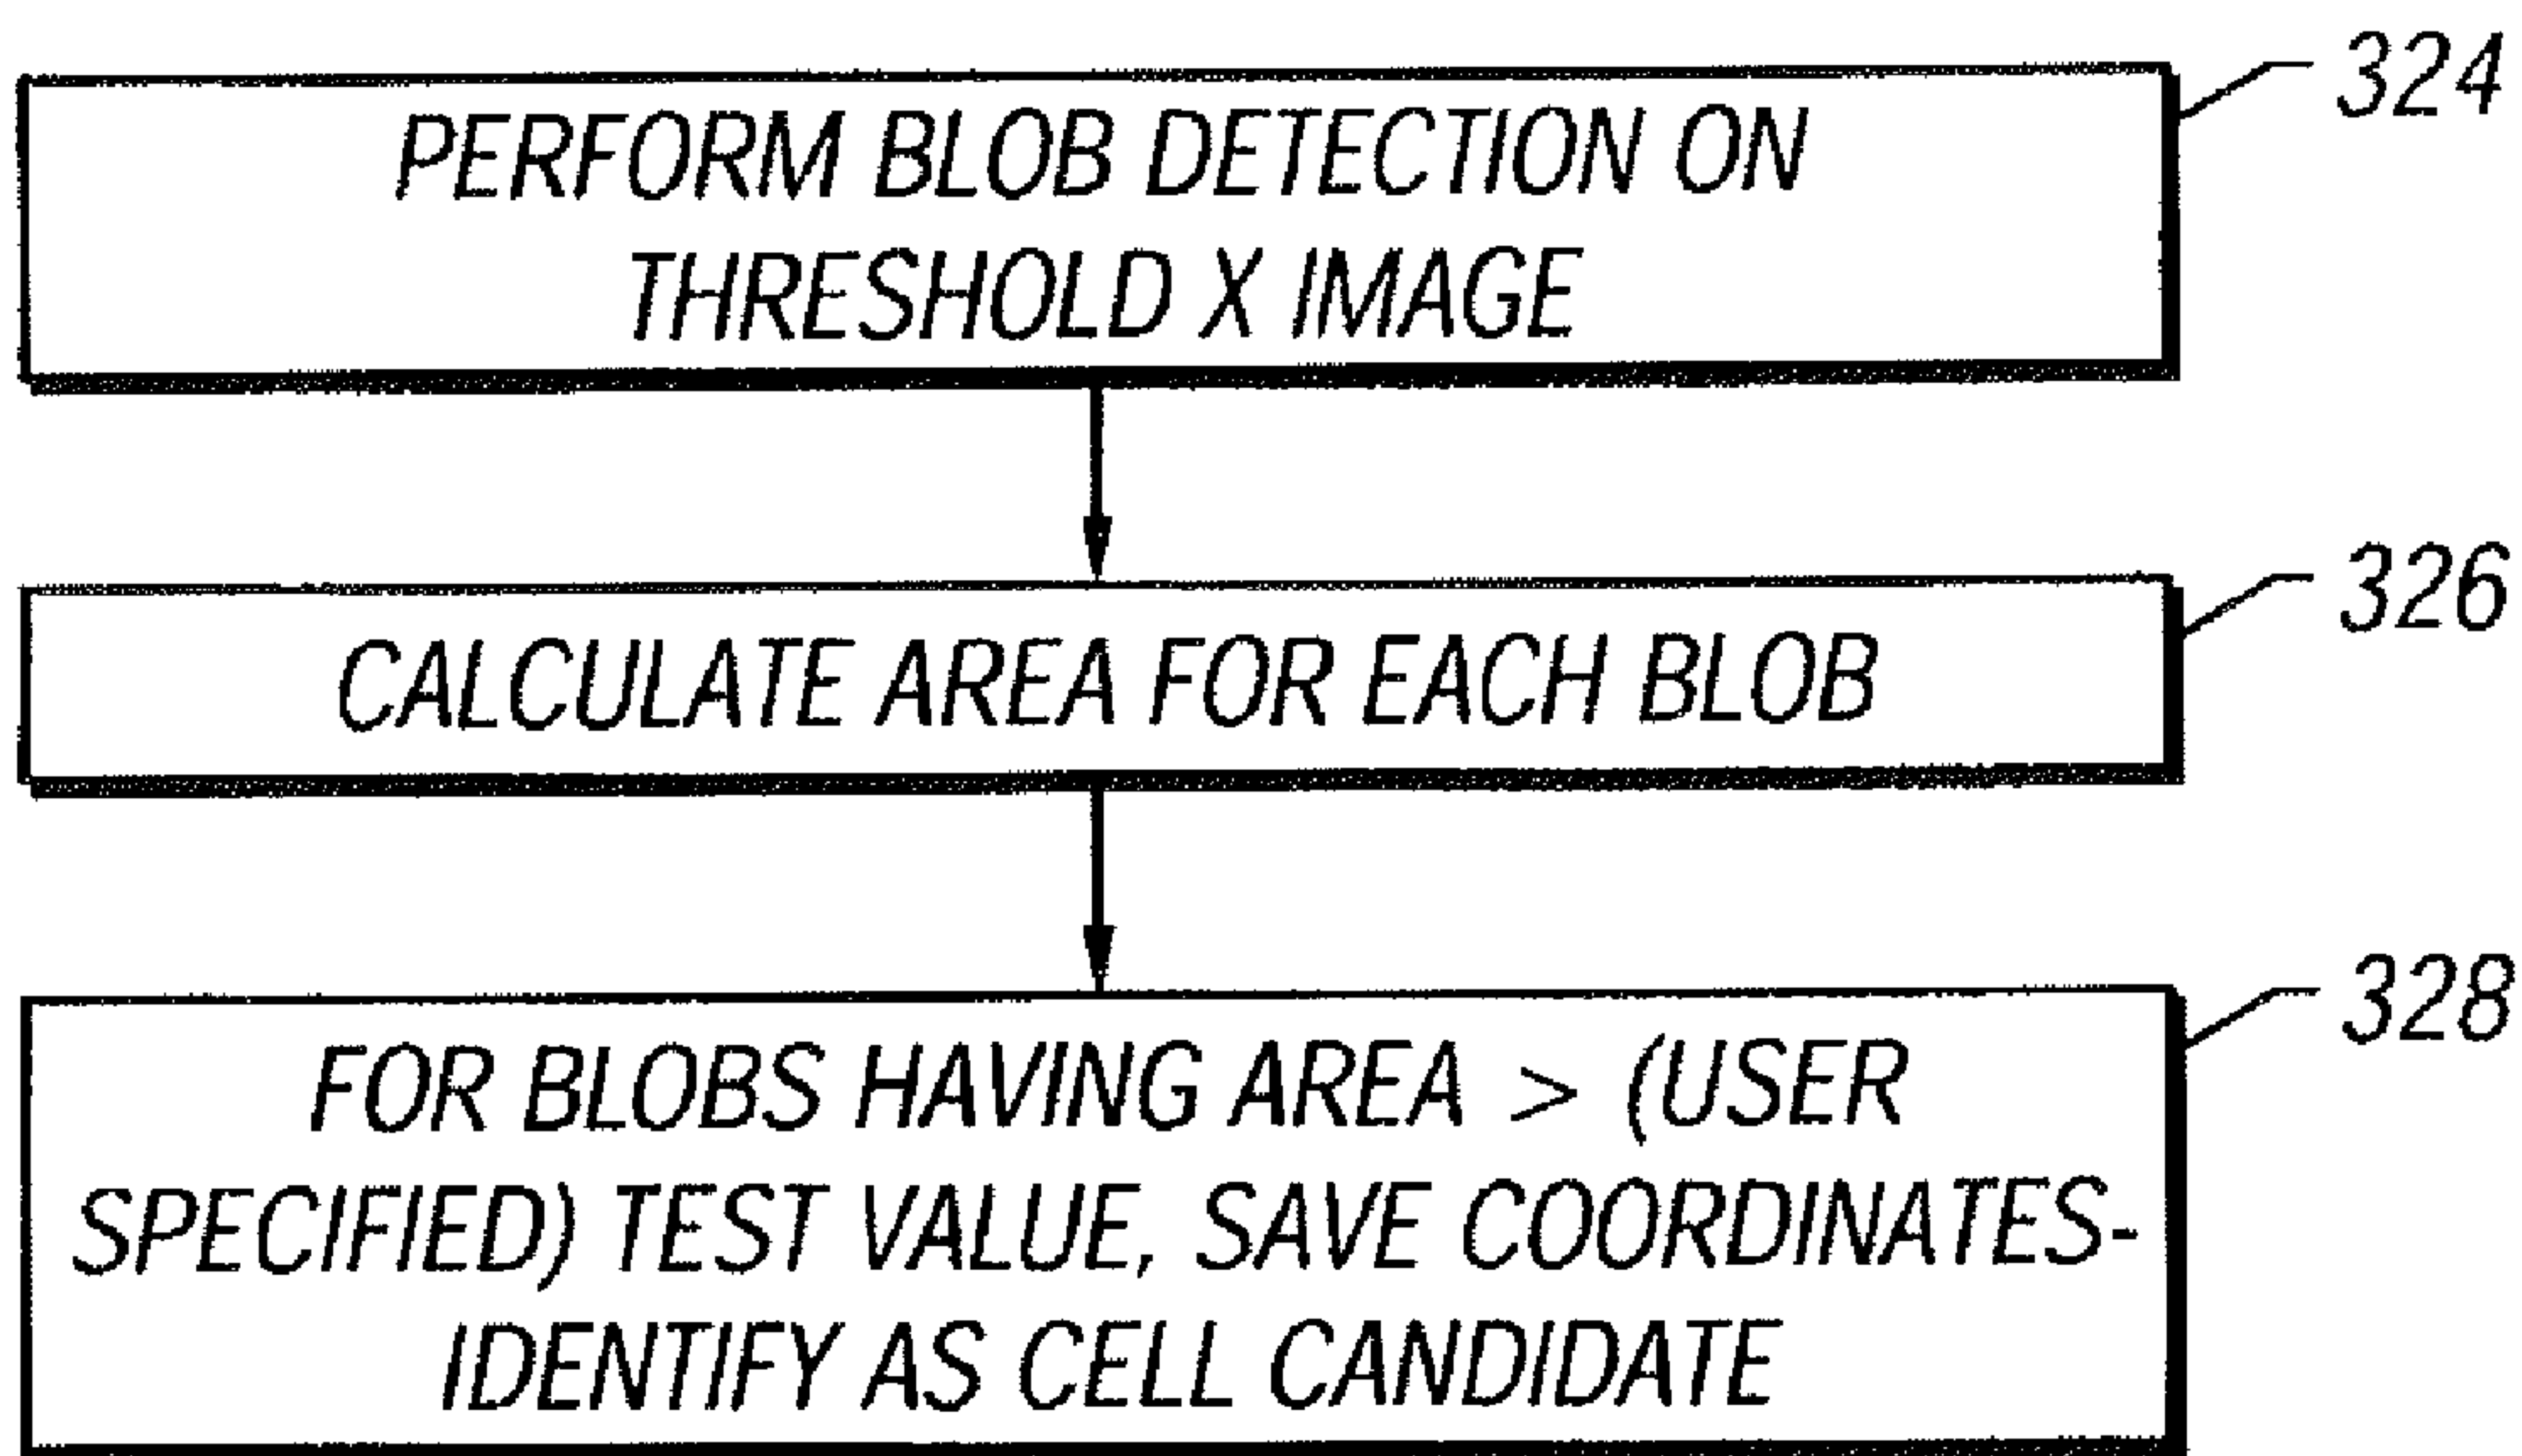 324
PERFORM BLOB DETECTION ON
THRESHOLD X IMAGE
326
CALCULATE AREA FOR EACH BLOB
328
FOR BLOBS HAVING AREA > (USER
SPECIFIED) TEST VALUE, SAVE COORDINATES-
IDENTIFY AS CELL CANDIDATE